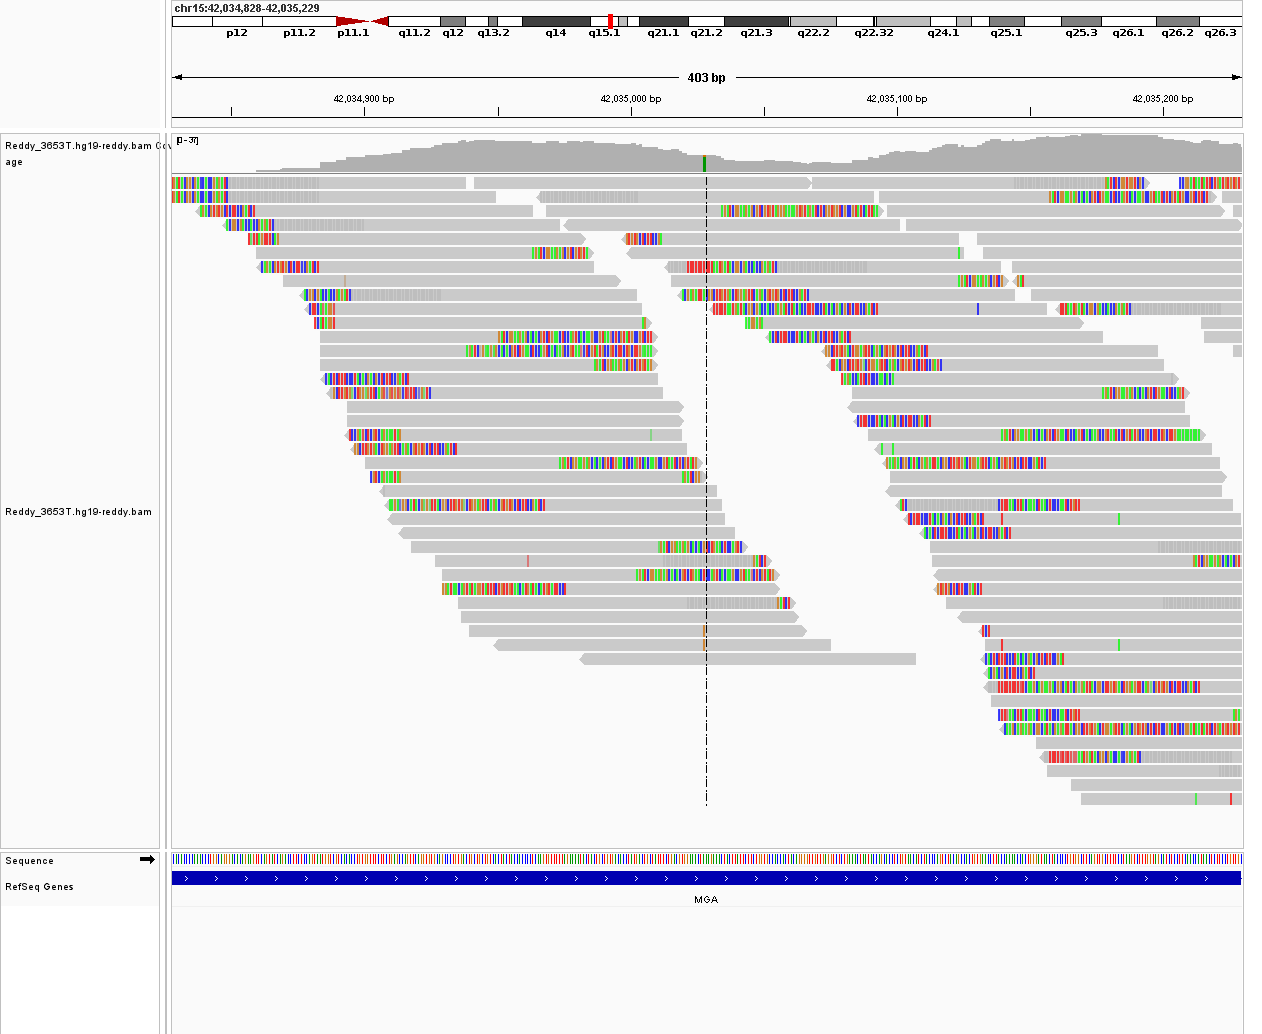 chr15:42,034,828-42,035,229
p12 p11.2 p11.1 q11.2 q12 q13.2 q14 q15.1 q21.1 q21.2 q21.3 q22.2 q22.32 q24.1 q25.1 q25.3 q26.1 q26.2 q26.3
403 bp
42,034,900 bp 42,035,000 bp 42,035,100 bp 42,035,200 bp
[0-37]
Reddy_3653T.hg19-reddy.bam Cov
age
Reddy_3653T.hg19-reddy.bam
Sequence
RefSeq Genes
MGA